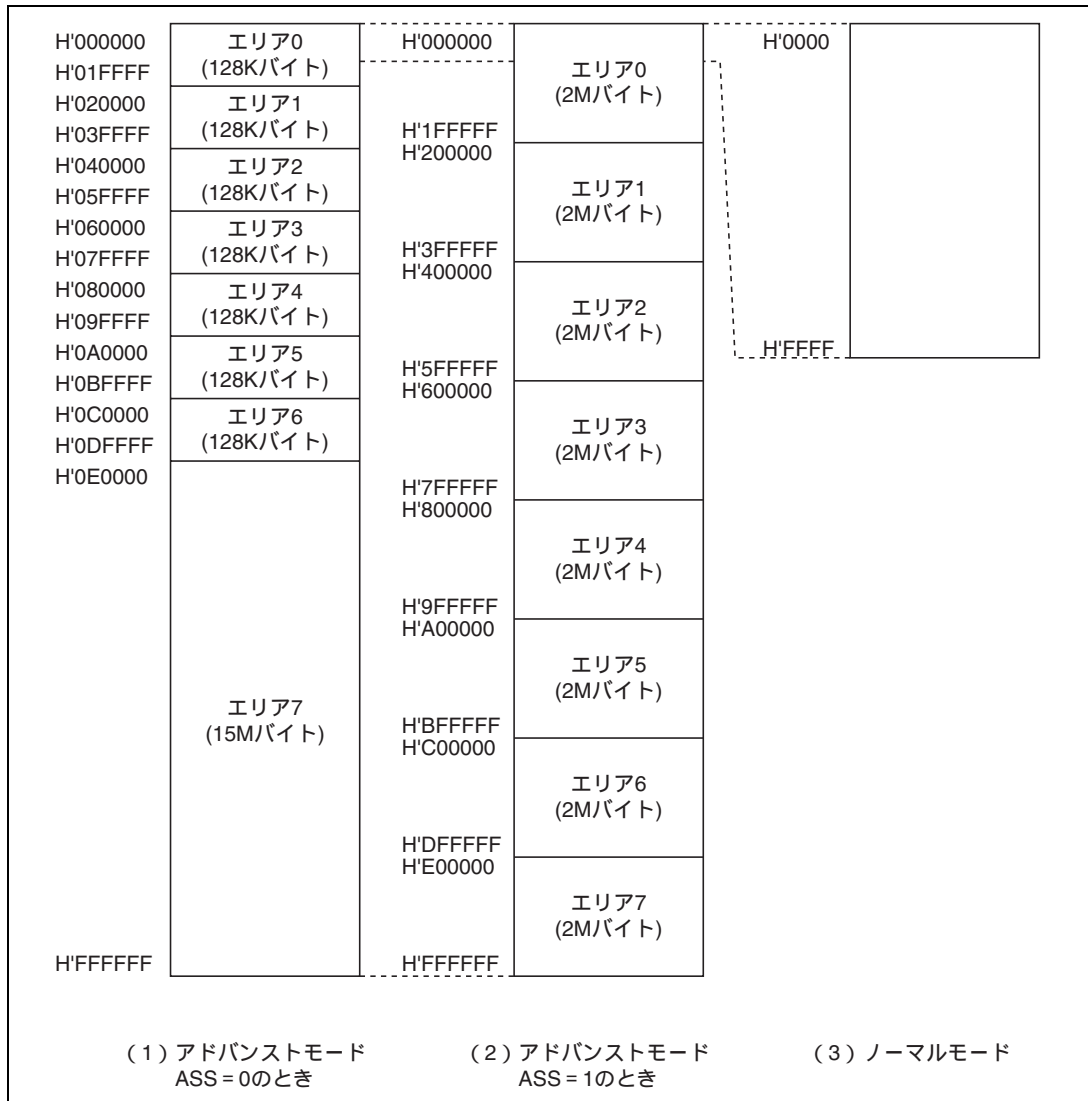 H'000000
H'01FFFF
H'020000
H'03FFFF
H'040000
H'05FFFF
H'060000
H'07FFFF
H'080000
H'09FFFF
H'0A0000
H'0BFFFF
H'0C0000
H'0DFFFF
H'0E0000
H'FFFFFF
エリア0
(128Kバイト)
エリア1
(128Kバイト)
エリア2
(128Kバイト)
エリア3
(128Kバイト)
エリア4
(128Kバイト)
エリア5
(128Kバイト)
エリア6
(128Kバイト)
エリア7
(15Mバイト)
(1)アドバンストモード
ASS = 0のとき
H'000000
H'1FFFFF
H'200000
H'3FFFFF
H'400000
H'5FFFFF
H'600000
H'7FFFFF
H'800000
H'9FFFFF
H'A00000
H'BFFFFF
H'C00000
H'DFFFFF
H'E00000
H'FFFFFF
エリア0
(2Mバイト)
エリア1
(2Mバイト)
エリア2
(2Mバイト)
エリア3
(2Mバイト)
エリア4
(2Mバイト)
エリア5
(2Mバイト)
エリア6
(2Mバイト)
エリア7
(2Mバイト)
(2)アドバンストモード
ASS = 1のとき
H'0000
H'FFFF
(3)ノーマルモード